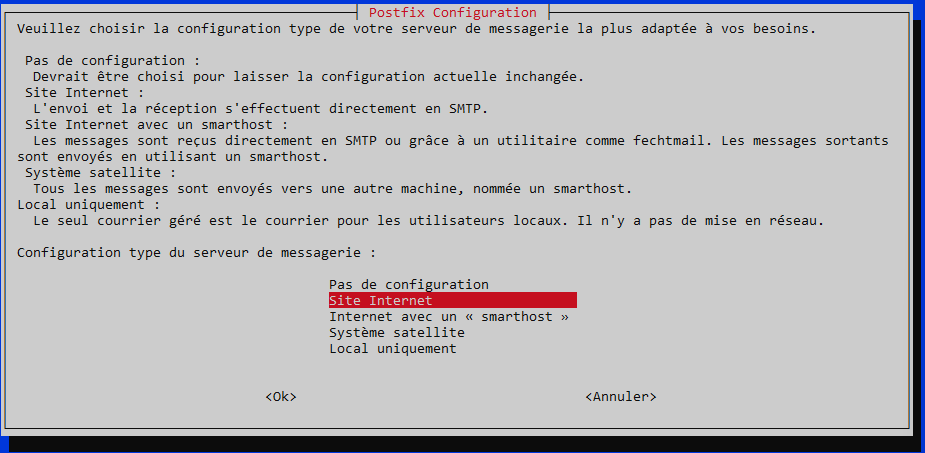 Postfix Configuration
Veuillez choisir la configuration type de votre serveur de messagerie la plus adaptée à vos besoins.
Pas de configuration :
Devrait être choisi pour laisser la configuration actuelle inchangée.
Site Internet :
L'envoi et la réception s'effectuent directement en SMTP.
Site Internet avec un smarthost :
Les messages sont reçus directement en SMTP ou grâce à un utilitaire comme fechtmail. Les messages sortants
sont envoyés en utilisant un smarthost.
Système satellite :
Tous les messages sont envoyés vers une autre machine, nommée un smarthost.
Local uniquement :
Le seul courrier géré est le courrier pour les utilisateurs locaux. Il n'y a pas de mise en réseau.
Configuration type du serveur de messagerie :
Pas de configuration
Site Internet
Internet avec un « smarthost »
Système satellite
Local uniquement
<Ok> <Annuler>